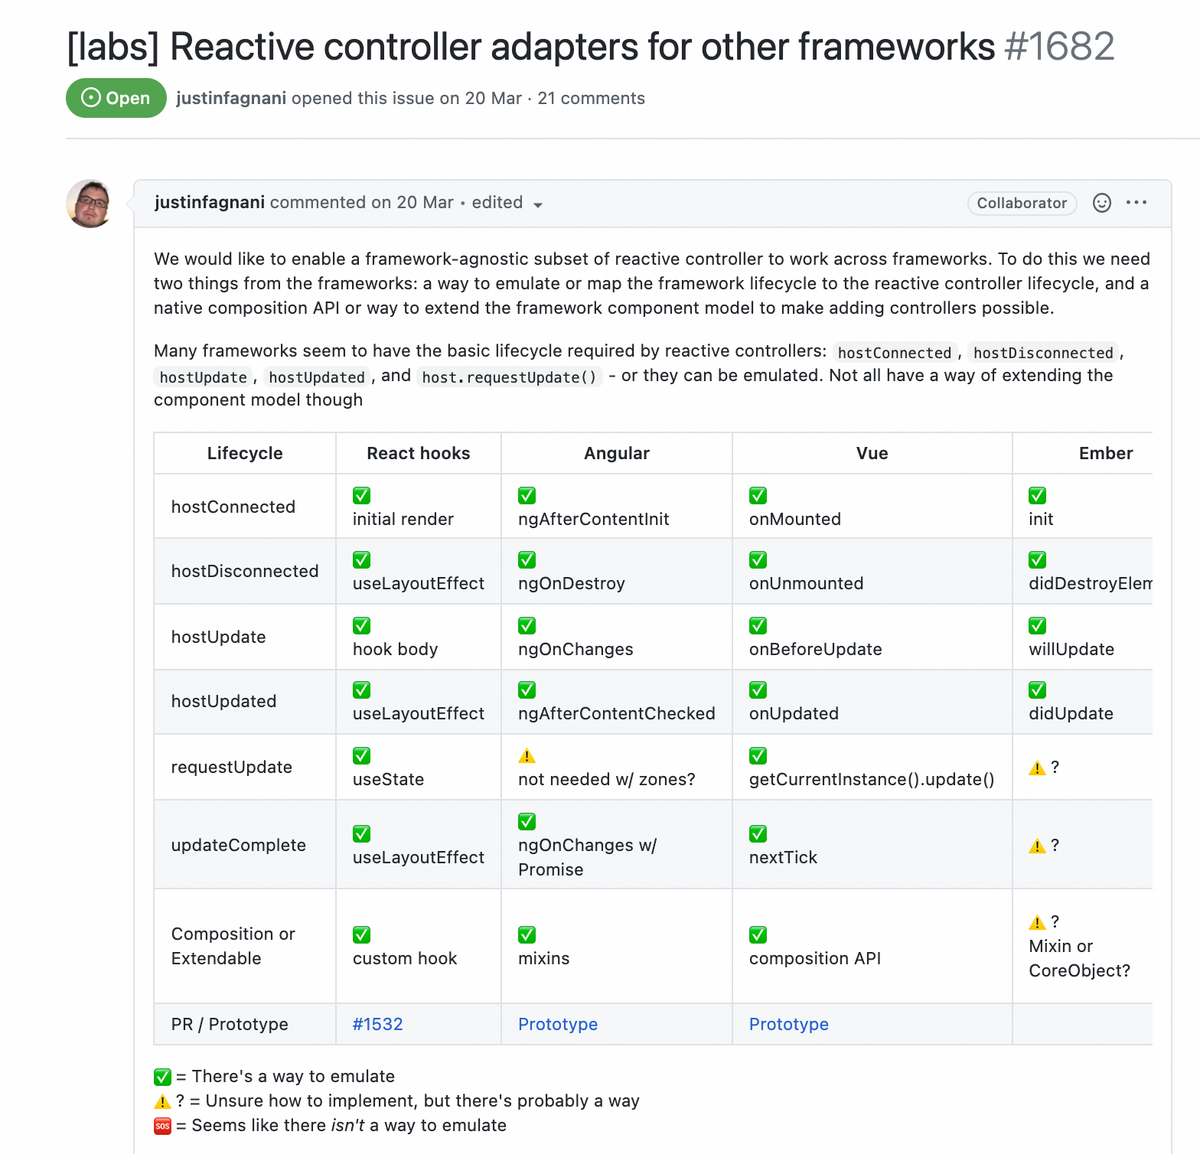 [labs] Reactive controller adapters for other frameworks #1682
Open justinfagnani opened this issue on 20 Mar · 21 comments
justinfagnani commented on 20 Mar • edited
Collaborator
We would like to enable a framework-agnostic subset of reactive controller to work across frameworks. To do this we need
two things from the frameworks: a way to emulate or map the framework lifecycle to the reactive controller lifecycle, and a
native composition API or way to extend the framework component model to make adding controllers possible.
Many frameworks seem to have the basic lifecycle required by reactive controllers: hostConnected , hostDisconnected ,
hostUpdate , hostUpdated , and host.requestUpdate() - or they can be emulated. Not all have a way of extending the
component model though
Lifecycle React hooks Angular Vue Ember
hostConnected ✅ initial render ✅ ngAfterContentInit ✅ onMounted ✅ init
hostDisconnected ✅ useLayoutEffect ✅ ngOnDestroy ✅ onUnmounted ✅ didDestroyElem
hostUpdate ✅ hook body ✅ ngOnChanges ✅ onBeforeUpdate ✅ willUpdate
hostUpdated ✅ useLayoutEffect ✅ ngAfterContentChecked ✅ onUpdated ✅ didUpdate
requestUpdate ✅ useState ⚠️ not needed w/ zones? ✅ getCurrentInstance().update() ⚠️ ?
updateComplete ✅ useLayoutEffect ✅ ngOnChanges w/ Promise ✅ nextTick ⚠️ ?
Composition or Extendable ✅ custom hook ✅ mixins ✅ composition API ⚠️ ? Mixin or CoreObject?
PR / Prototype #1532 Prototype Prototype
✅ = There's a way to emulate
⚠️ ? = Unsure how to implement, but there's probably a way
🆘 = Seems like there isn't a way to emulate